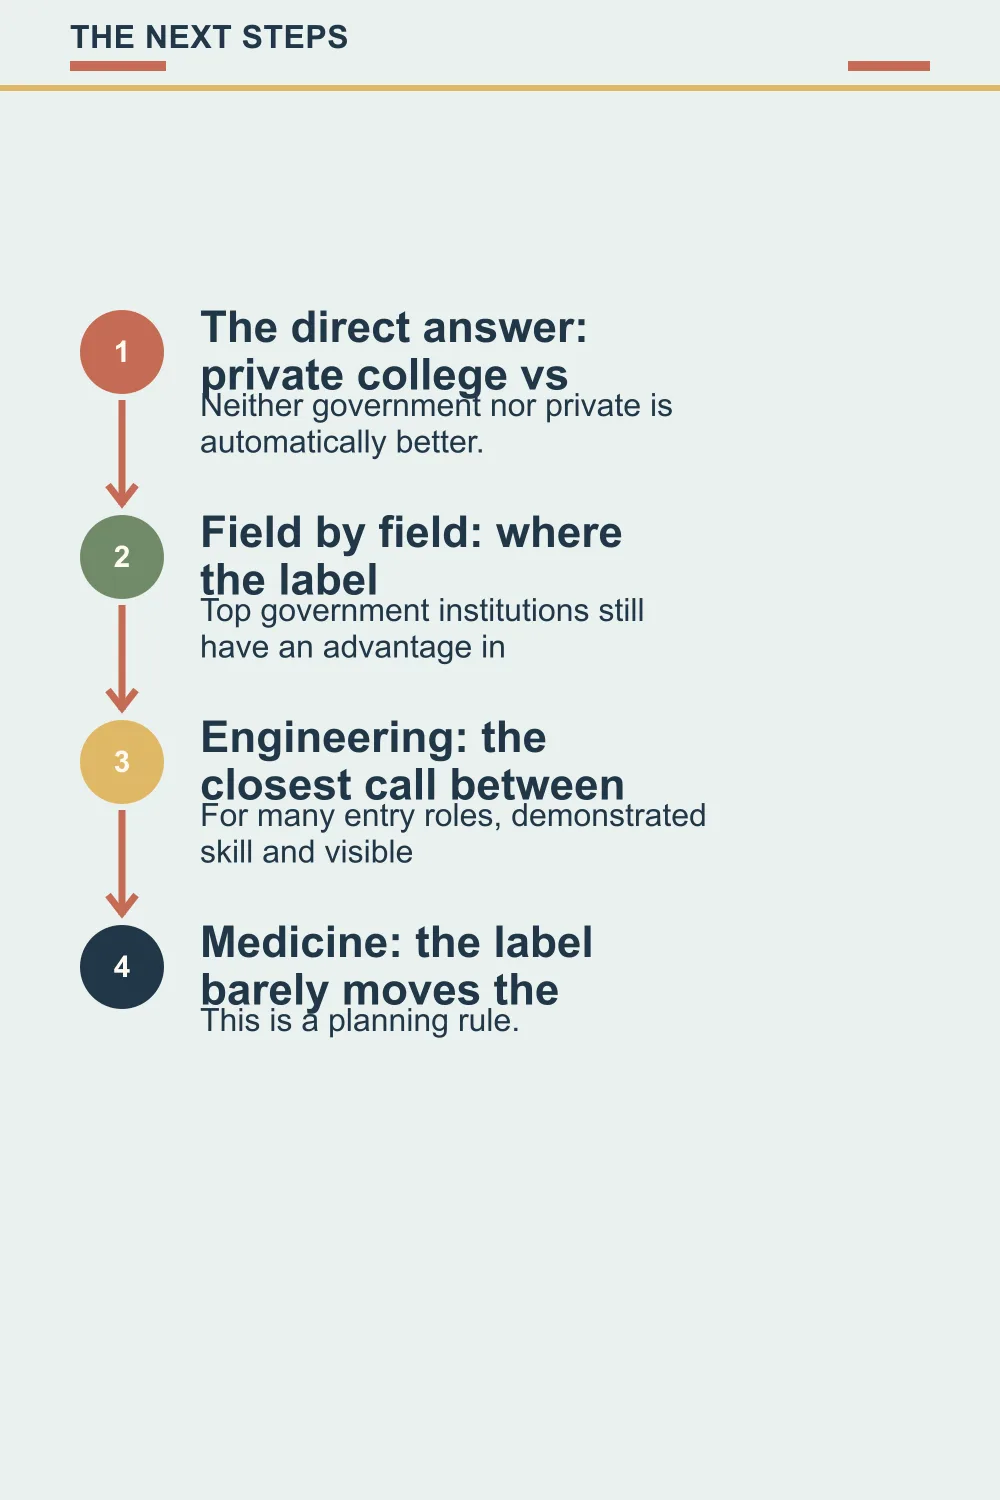 THE NEXT STEPS
1
The direct answer:
private college vs
Neither government nor private is
automatically better.
2
Field by field: where
the label
Top government institutions still
have an advantage in
3
Engineering: the
closest call between
For many entry roles, demonstrated
skill and visible
4
Medicine: the label
barely moves the
This is a planning rule.